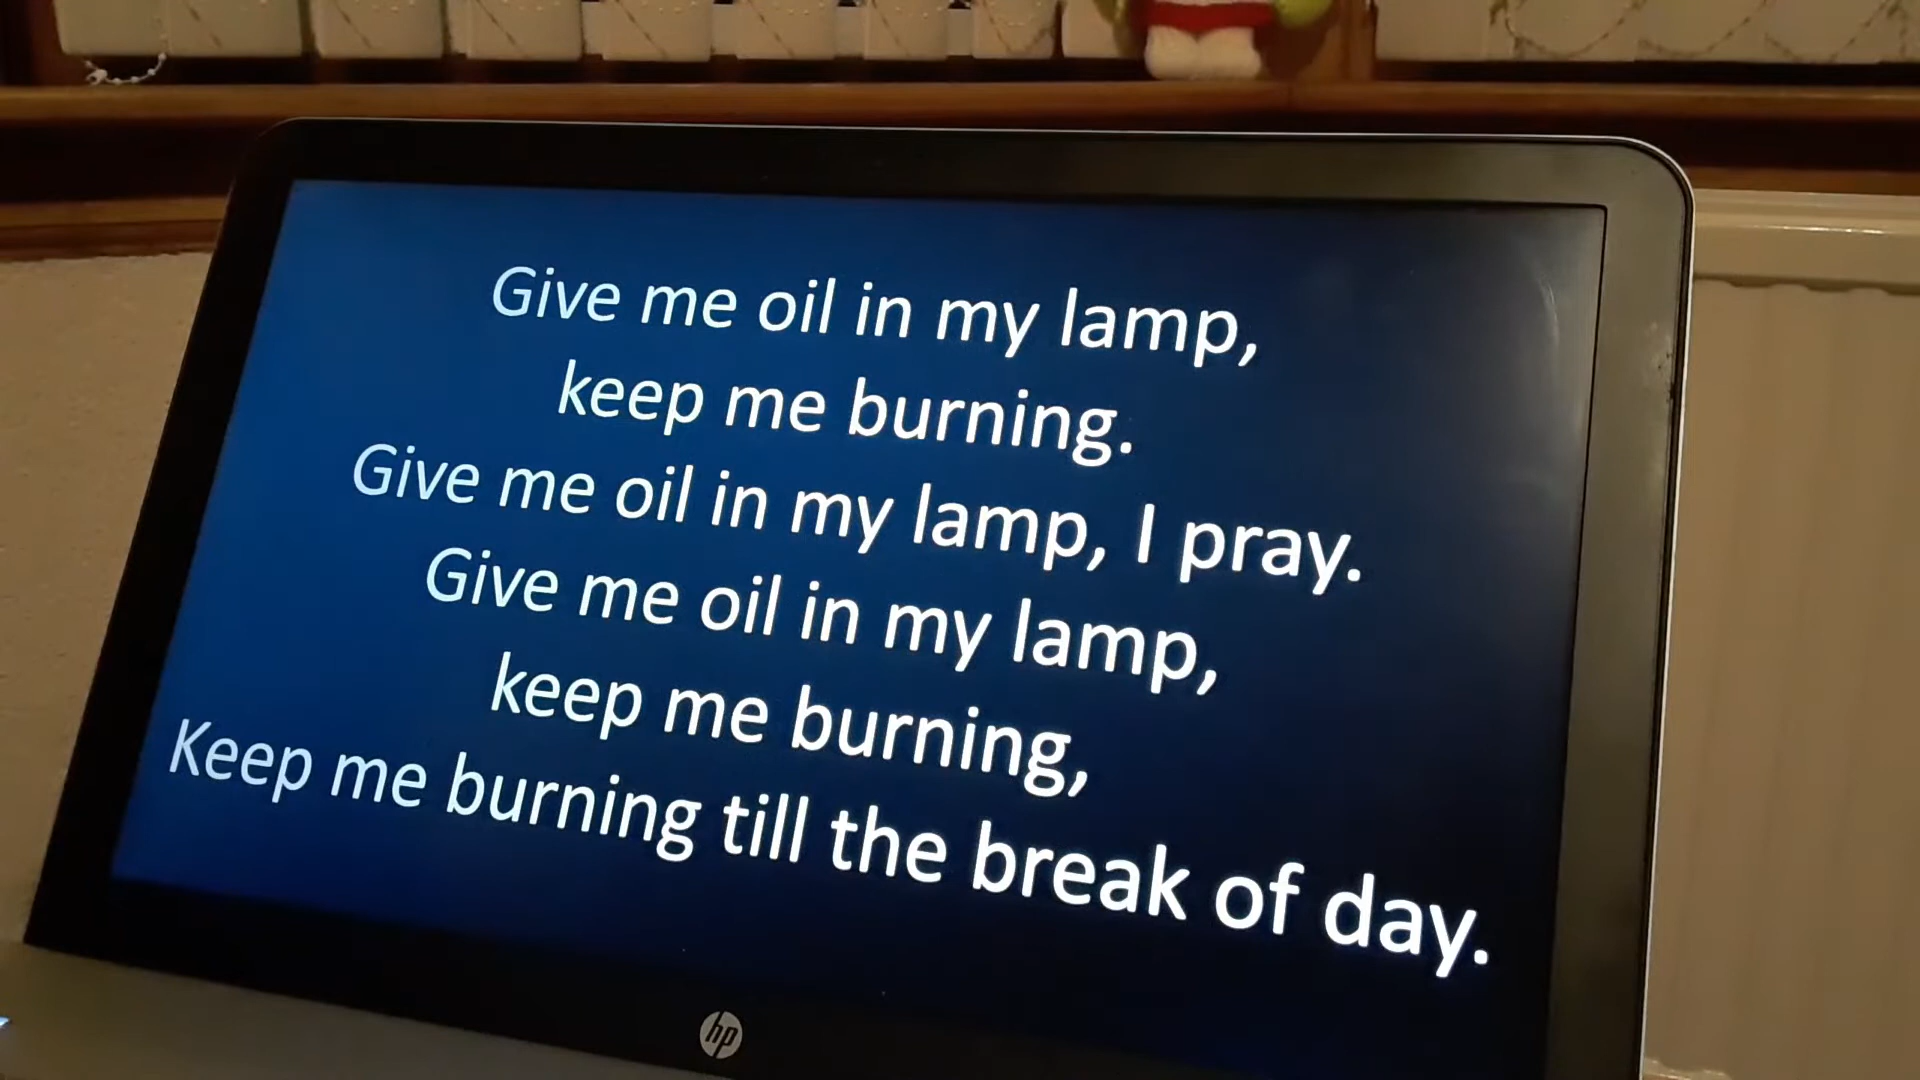 Give me oil in my lamp,
keep me burning.
Give me oil in my lamp, I pray.
Give me oil in my lamp,
keep me burning,
Keep me burning till the break of day.
hp